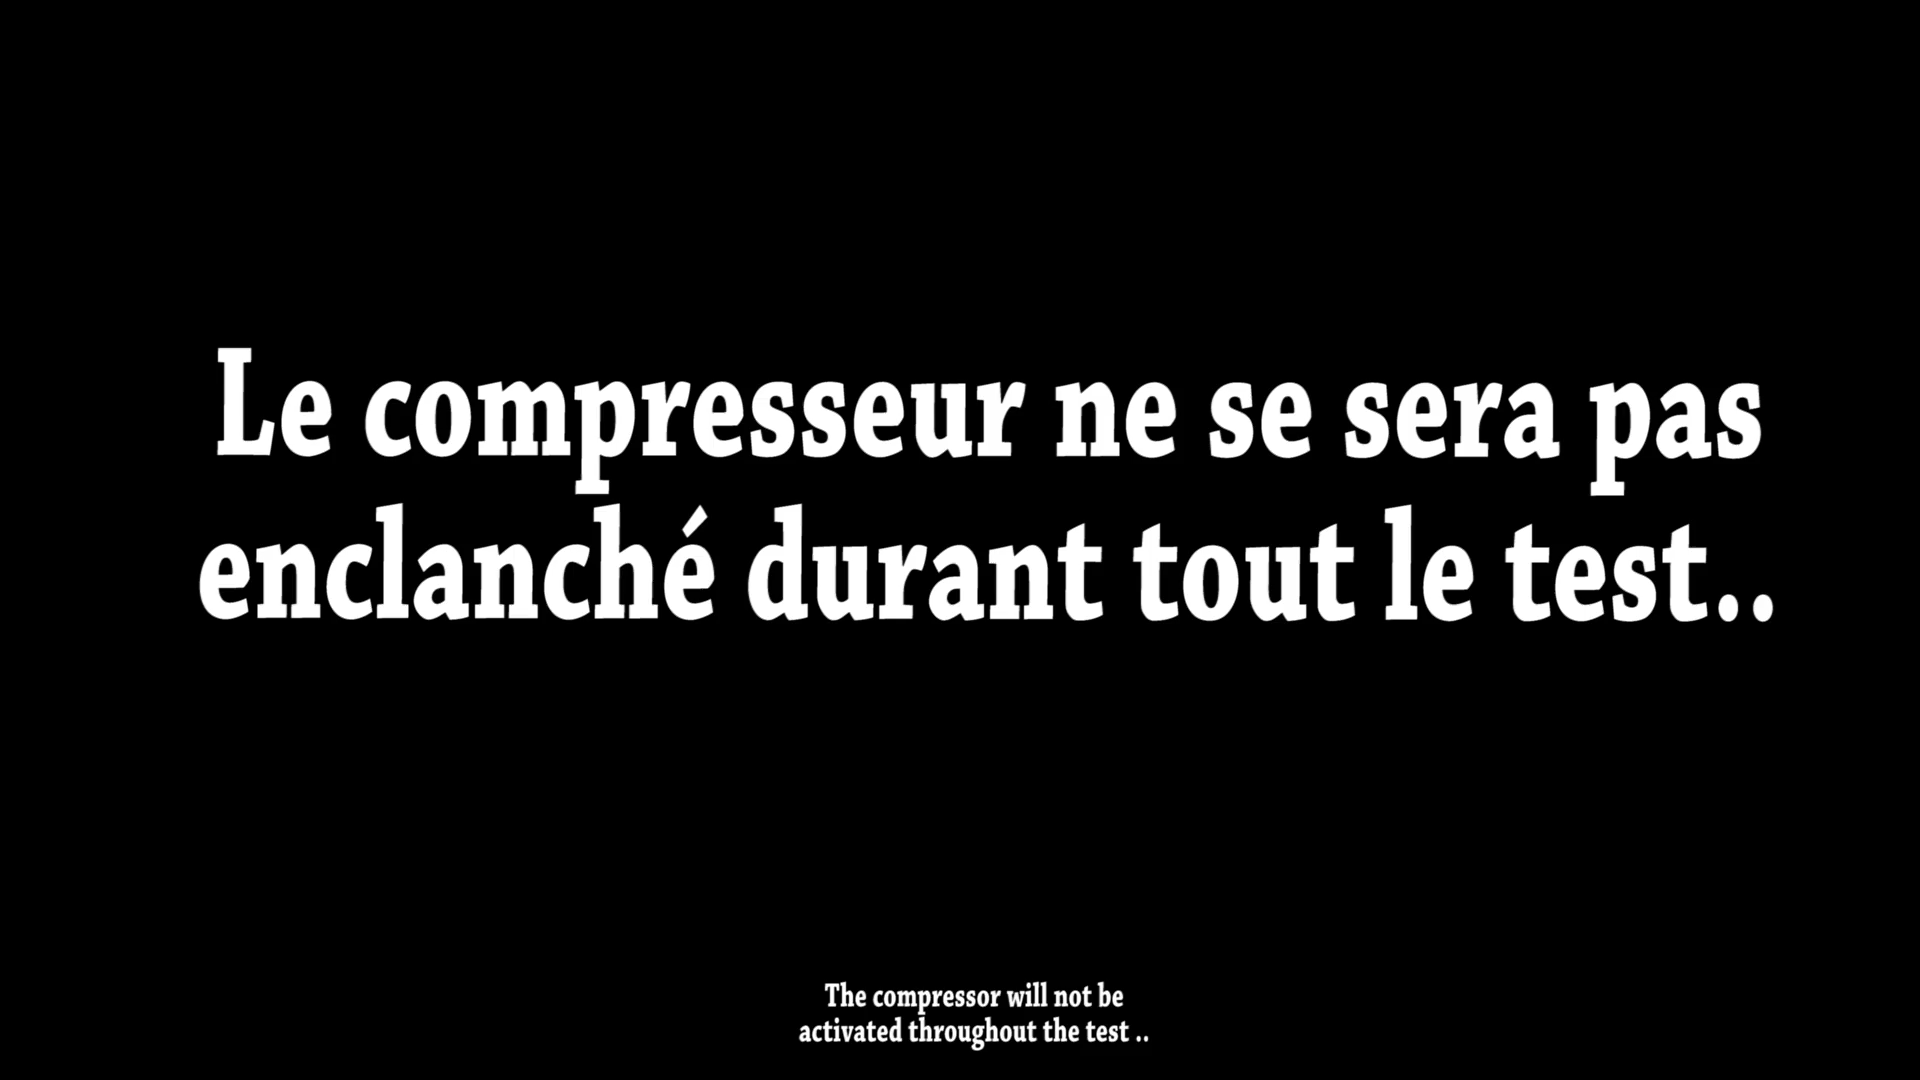 Le compresseur ne se sera pas
enclanché durant tout le test..
The compressor will not be
activated throughout the test ..